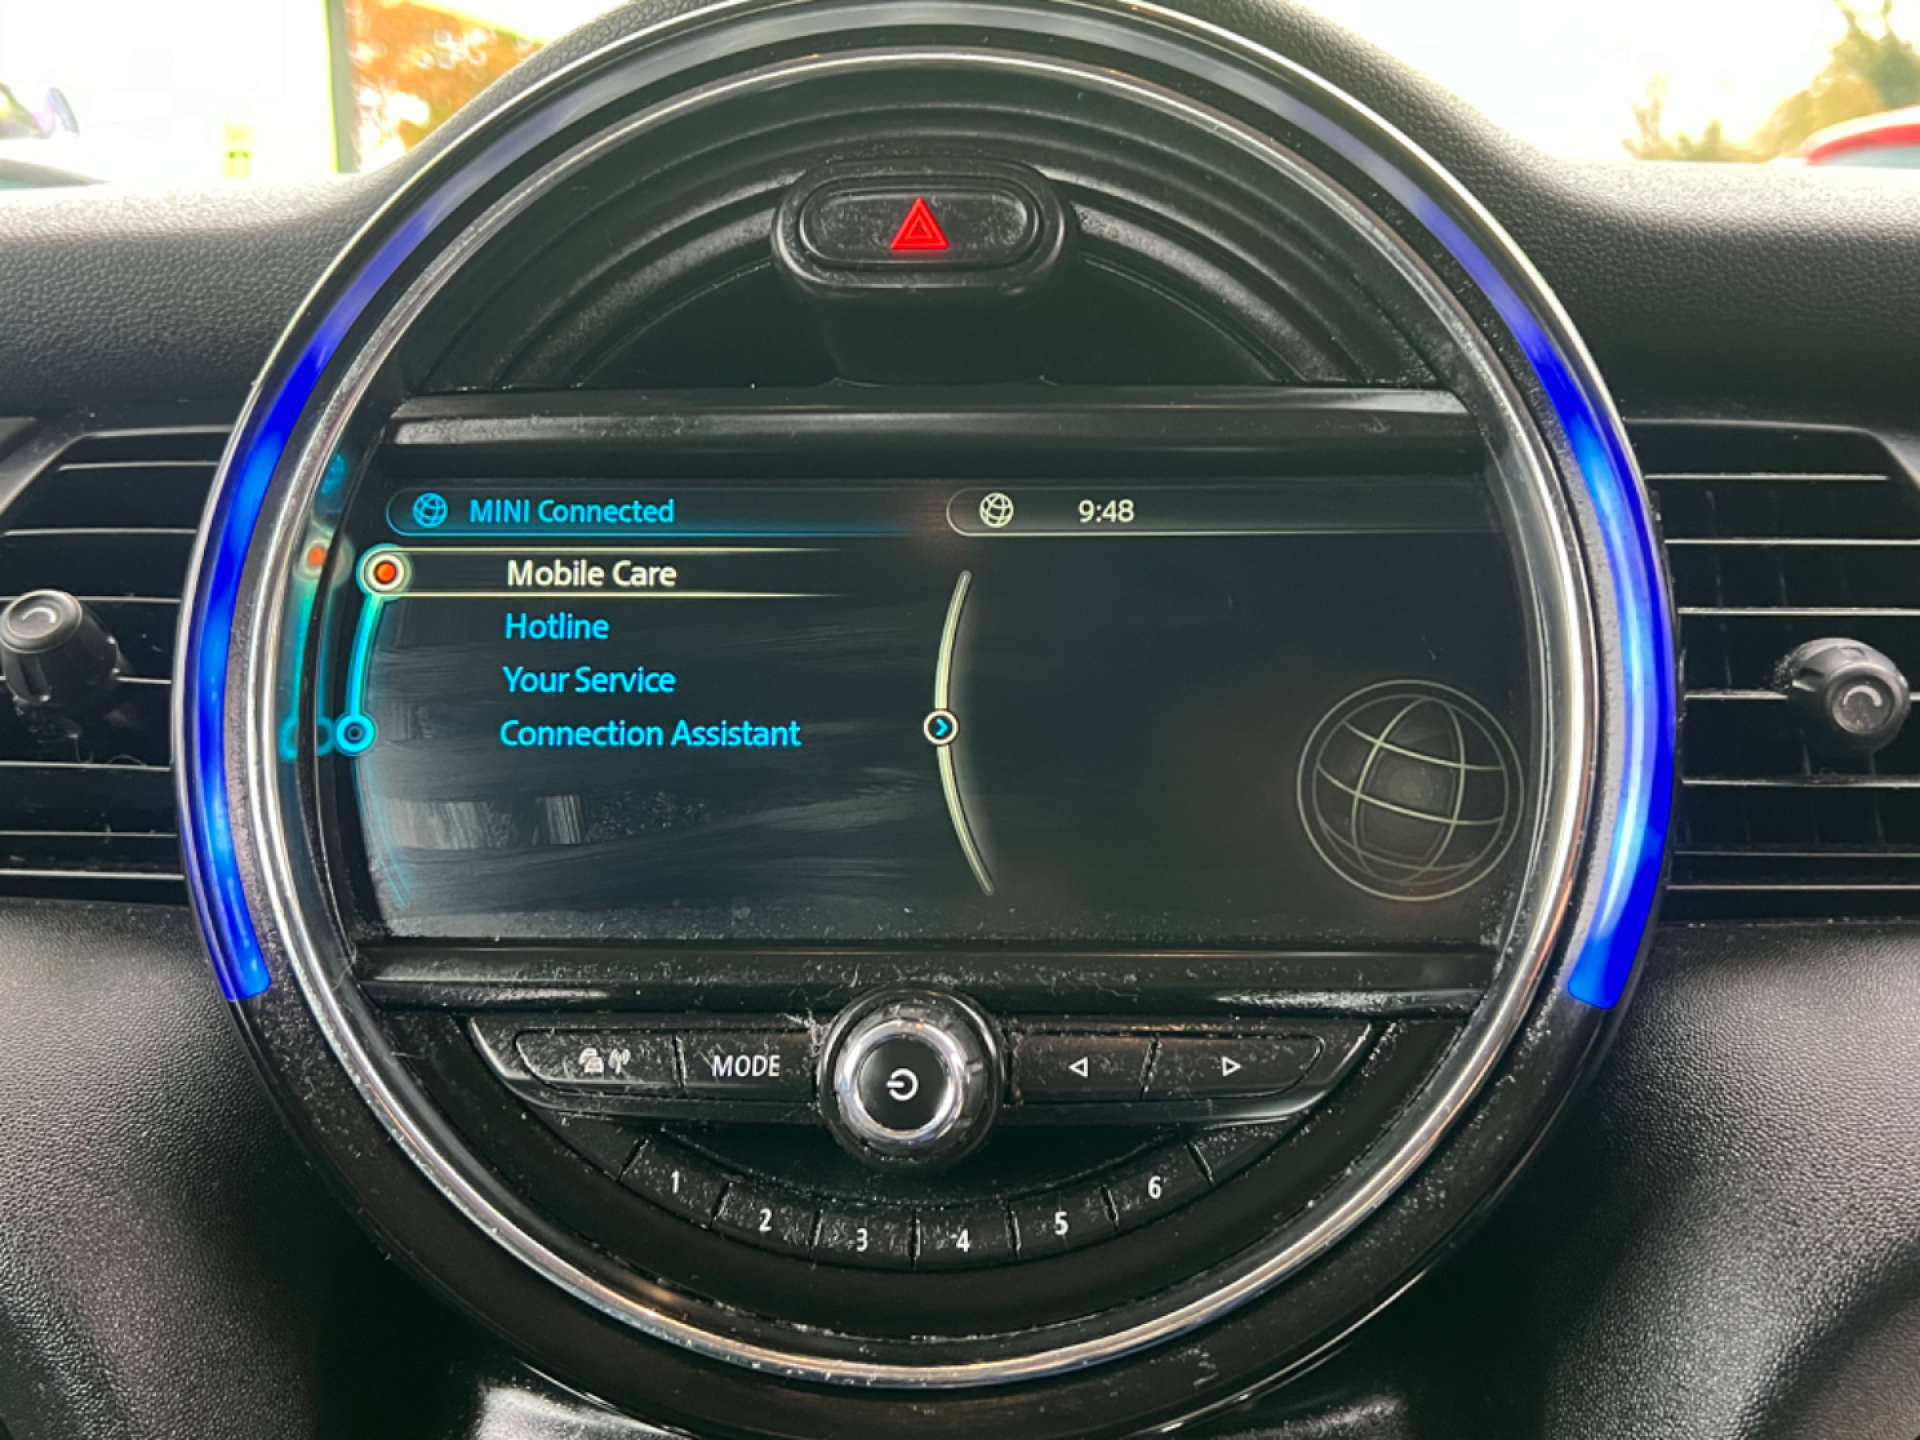 MINI Connected 9:48
Mobile Care
Hotline
Your Service
Connection Assistant
MODE
1 2 3 4 5 6